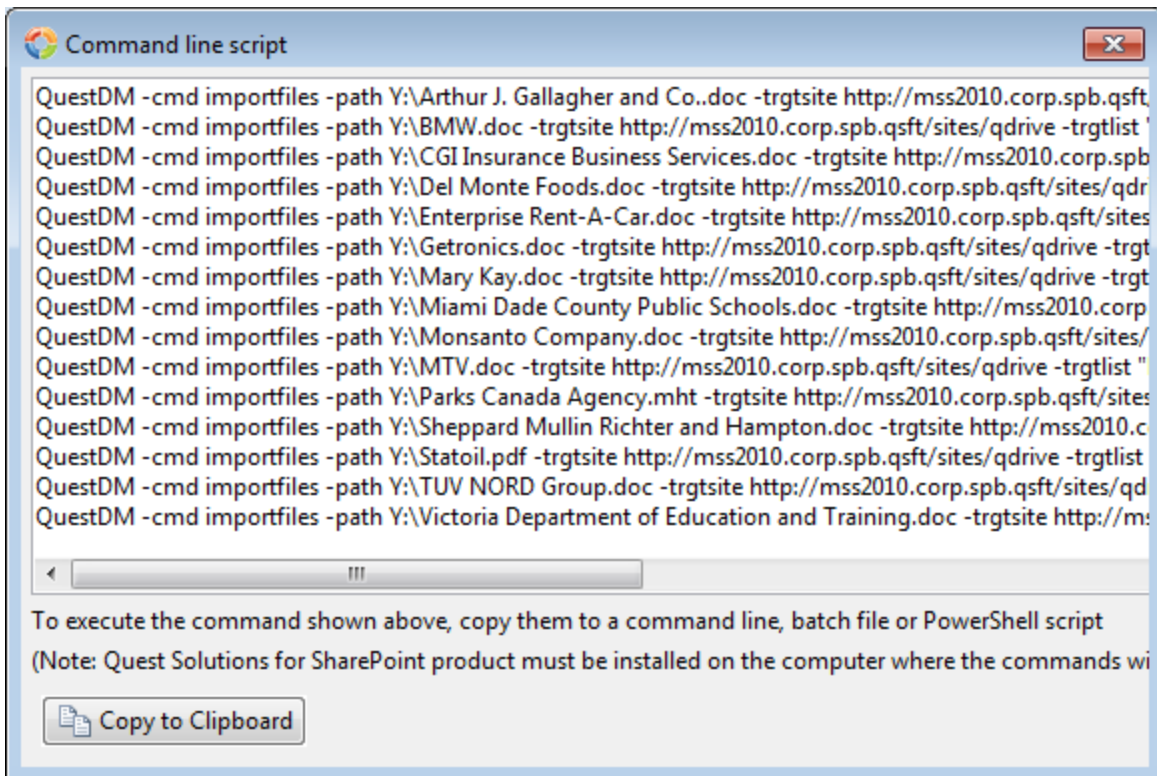 Command line script
QuestDM -cmd importfiles -path Y:\Arthur J. Gallagher and Co..doc -trgtsite http://mss2010.corp.spb.qsft
QuestDM -cmd importfiles -path Y:\BMW.doc -trgtsite http://mss2010.corp.spb.qsft/sites/qdrive -trgtlist "
QuestDM -cmd importfiles -path Y:\CGI Insurance Business Services.doc -trgtsite http://mss2010.corp.spb
QuestDM -cmd importfiles -path Y:\Del Monte Foods.doc -trgtsite http://mss2010.corp.spb.qsft/sites/qdr
QuestDM -cmd importfiles -path Y:\Enterprise Rent-A-Car.doc -trgtsite http://mss2010.corp.spb.qsft/sites
QuestDM -cmd importfiles -path Y:\Getronics.doc -trgtsite http://mss2010.corp.spb.qsft/sites/qdrive -trgt
QuestDM -cmd importfiles -path Y:\Mary Kay.doc -trgtsite http://mss2010.corp.spb.qsft/sites/qdrive -trgt
QuestDM -cmd importfiles -path Y:\Miami Dade County Public Schools.doc -trgtsite http://mss2010.corp
QuestDM -cmd importfiles -path Y:\Monsanto Company.doc -trgtsite http://mss2010.corp.spb.qsft/sites/
QuestDM -cmd importfiles -path Y:\MTV.doc -trgtsite http://mss2010.corp.spb.qsft/sites/qdrive -trgtlist "
QuestDM -cmd importfiles -path Y:\Parks Canada Agency.mht -trgtsite http://mss2010.corp.spb.qsft/sites
QuestDM -cmd importfiles -path Y:\Sheppard Mullin Richter and Hampton.doc -trgtsite http://mss2010.c
QuestDM -cmd importfiles -path Y:\Statoil.pdf -trgtsite http://mss2010.corp.spb.qsft/sites/qdrive -trgtlist
QuestDM -cmd importfiles -path Y:\TUV NORD Group.doc -trgtsite http://mss2010.corp.spb.qsft/sites/qd
QuestDM -cmd importfiles -path Y:\Victoria Department of Education and Training.doc -trgtsite http://ms
To execute the command shown above, copy them to a command line, batch file or PowerShell script
(Note: Quest Solutions for SharePoint product must be installed on the computer where the commands wi
Copy to Clipboard